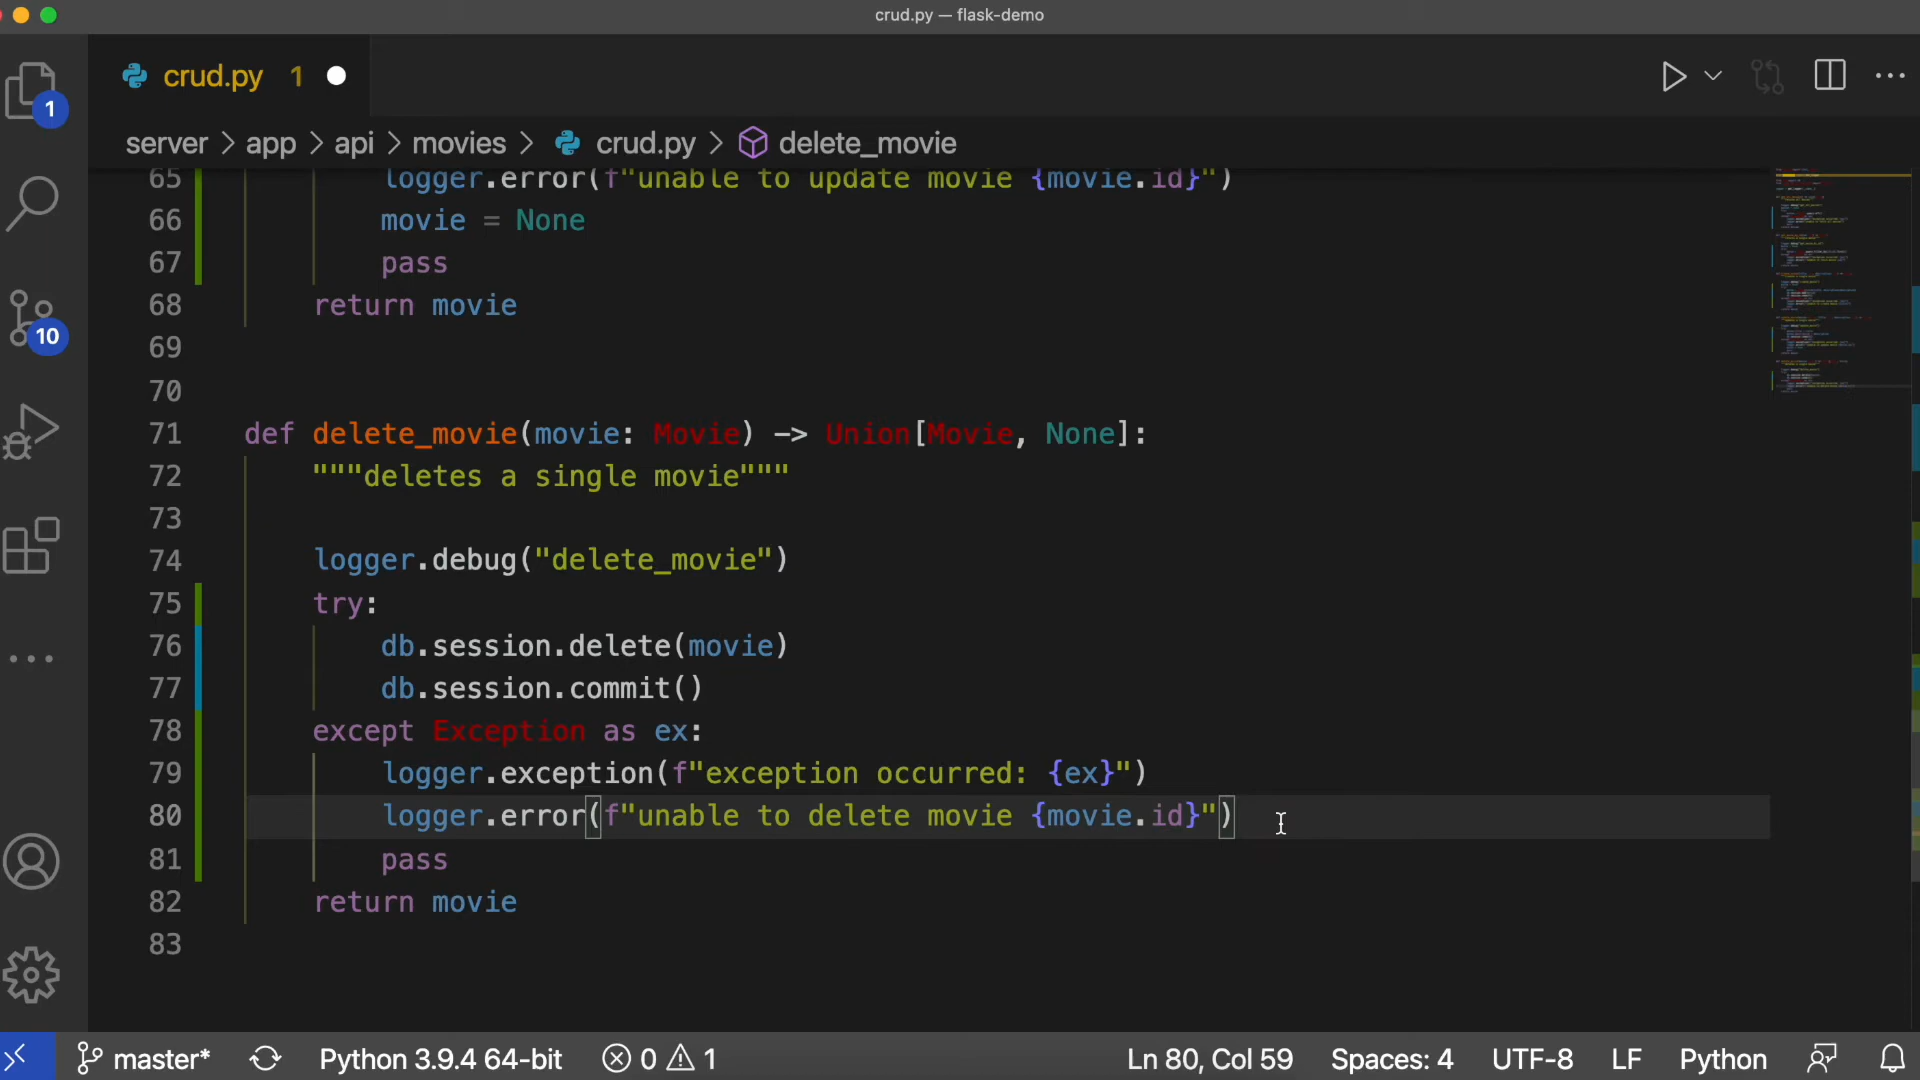 crud.py — flask-demo
crud.py 1
1
server > app > api > movies > crud.py > delete_movie
65 logger.error(f"unable to update movie {movie.id}")
66 movie = None
67 pass
68 return movie
69
70
71 def delete_movie(movie: Movie) -> Union[Movie, None]:
72 """deletes a single movie"""
73
74 logger.debug("delete_movie")
75 try:
76 db.session.delete(movie)
77 db.session.commit()
78 except Exception as ex:
79 logger.exception(f"exception occurred: {ex}")
80 logger.error(f"unable to delete movie {movie.id}")
81 pass
82 return movie
83
10
master* Python 3.9.4 64-bit 0 1 Ln 80, Col 59 Spaces: 4 UTF-8 LF Python